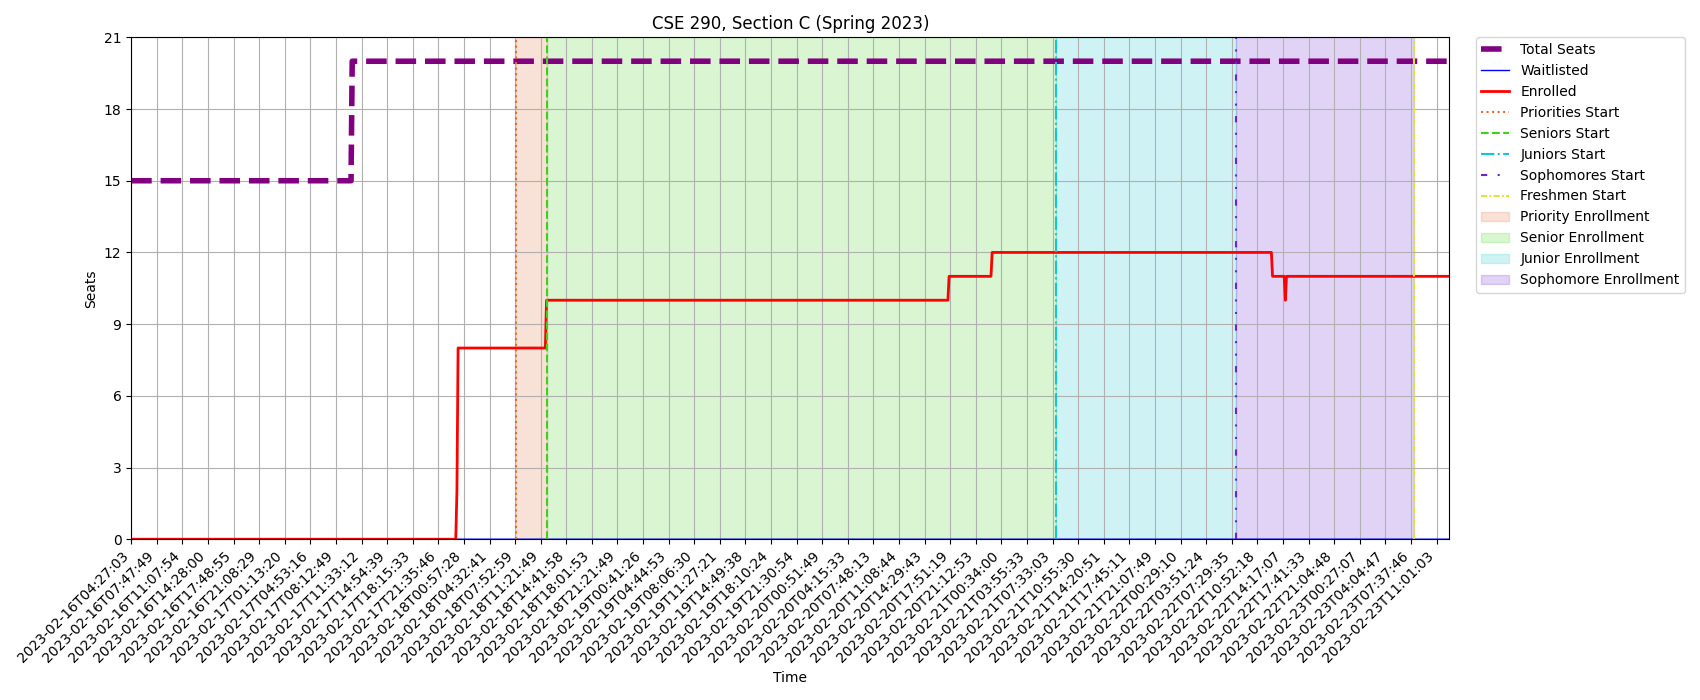 CSE 290, Section C (Spring 2023)
21
18
15
12
9
6
3
0
Seats
2023-02-16T04:27:03
2023-02-16T07:47:49
2023-02-16T11:07:54
2023-02-16T14:28:00
2023-02-16T17:48:55
2023-02-16T21:08:29
2023-02-17T01:13:20
2023-02-17T04:53:16
2023-02-17T08:12:49
2023-02-17T11:33:12
2023-02-17T14:54:39
2023-02-17T18:15:33
2023-02-17T21:35:46
2023-02-18T00:57:28
2023-02-18T04:32:41
2023-02-18T07:52:59
2023-02-18T11:21:49
2023-02-18T14:41:58
2023-02-18T18:01:53
2023-02-18T21:21:49
2023-02-19T00:41:26
2023-02-19T04:44:53
2023-02-19T08:06:30
2023-02-19T11:27:21
2023-02-19T14:49:38
2023-02-19T18:10:24
2023-02-19T21:30:54
2023-02-20T00:51:49
2023-02-20T04:15:33
2023-02-20T07:48:13
2023-02-20T11:08:44
2023-02-20T14:29:43
2023-02-20T17:51:19
2023-02-20T21:12:53
2023-02-21T00:34:00
2023-02-21T03:55:33
2023-02-21T07:33:03
2023-02-21T10:55:30
2023-02-21T14:20:51
2023-02-21T17:45:11
2023-02-21T21:07:49
2023-02-22T00:29:10
2023-02-22T03:51:24
2023-02-22T07:29:35
2023-02-22T10:52:18
2023-02-22T14:17:07
2023-02-22T17:41:33
2023-02-22T21:04:48
2023-02-23T00:27:07
2023-02-23T04:04:47
2023-02-23T07:37:46
2023-02-23T11:01:03
Time
Total Seats
Waitlisted
Enrolled
Priorities Start
Seniors Start
Juniors Start
Sophomores Start
Freshmen Start
Priority Enrollment
Senior Enrollment
Junior Enrollment
Sophomore Enrollment